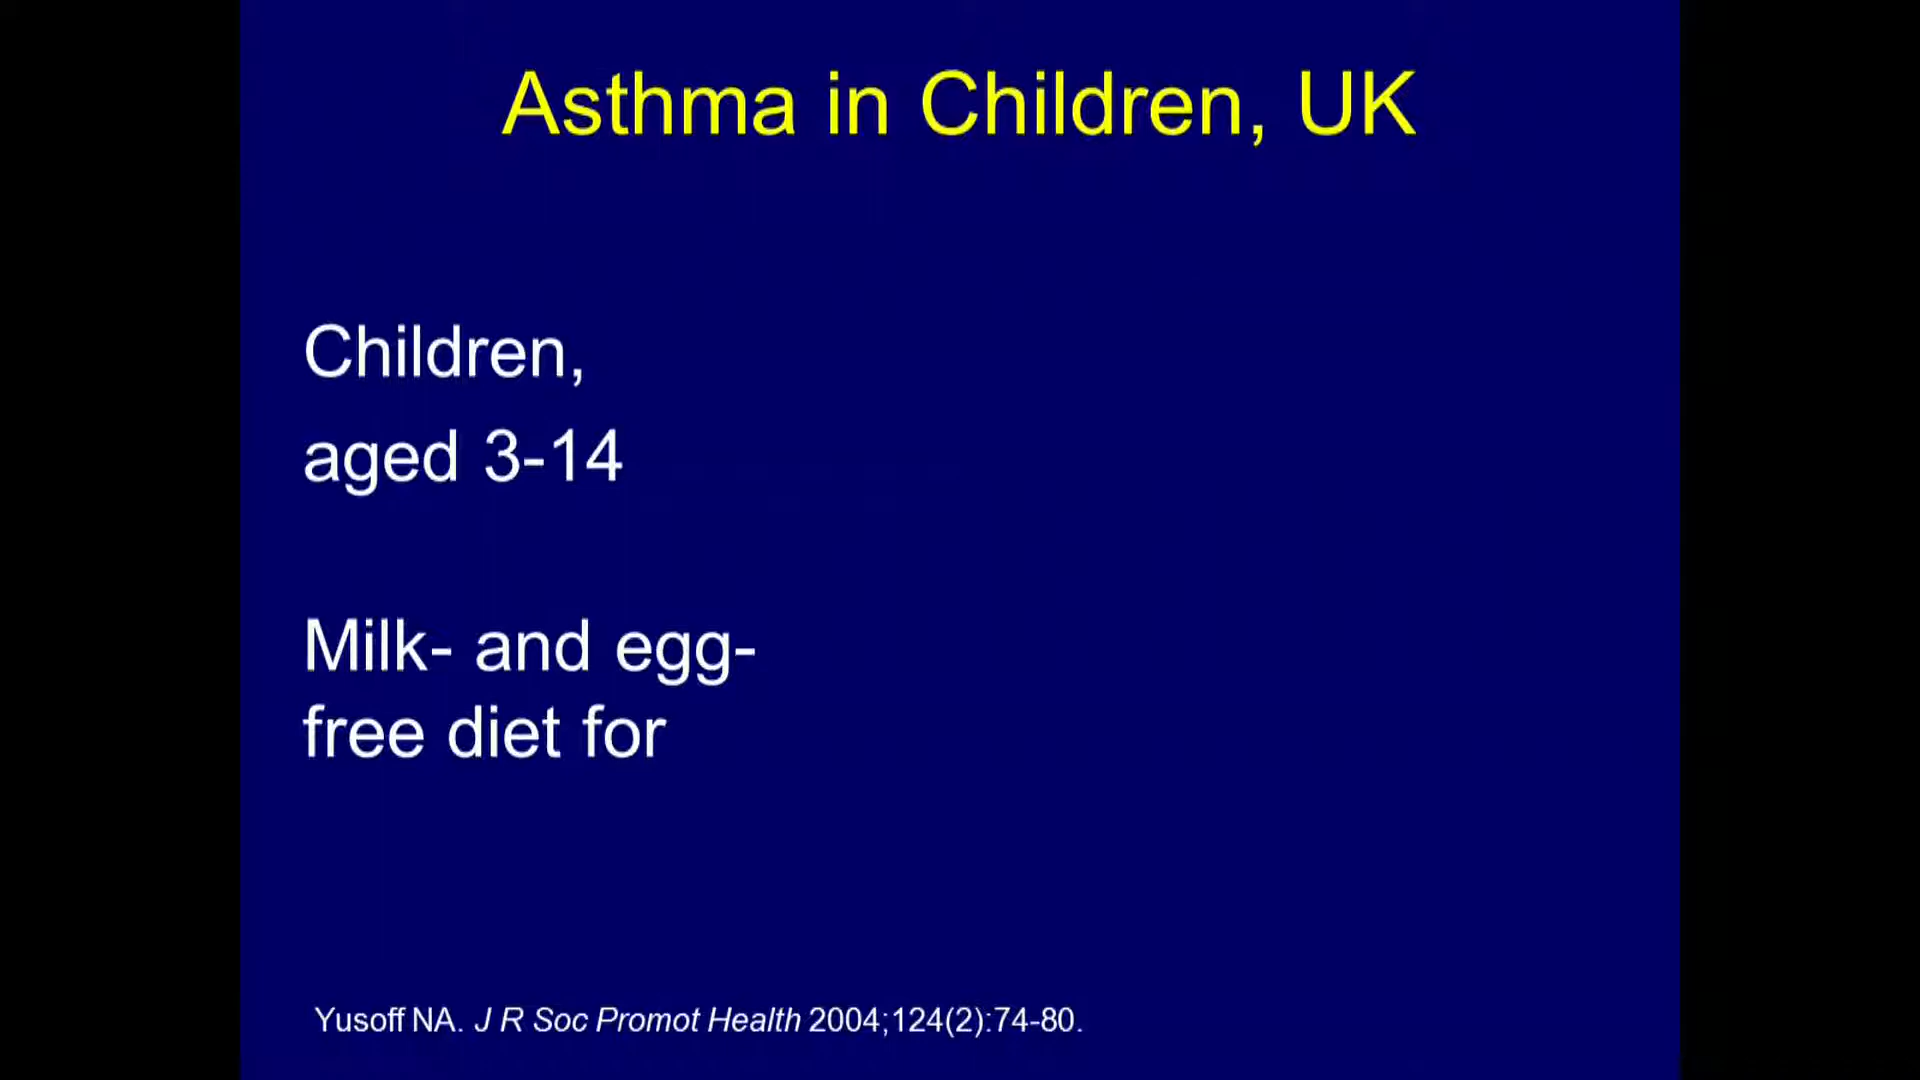 Asthma in Children, UK
Children,
aged 3-14
Milk- and egg-
free diet for
Yusoff NA. J R Soc Promot Health 2004;124(2):74-80.